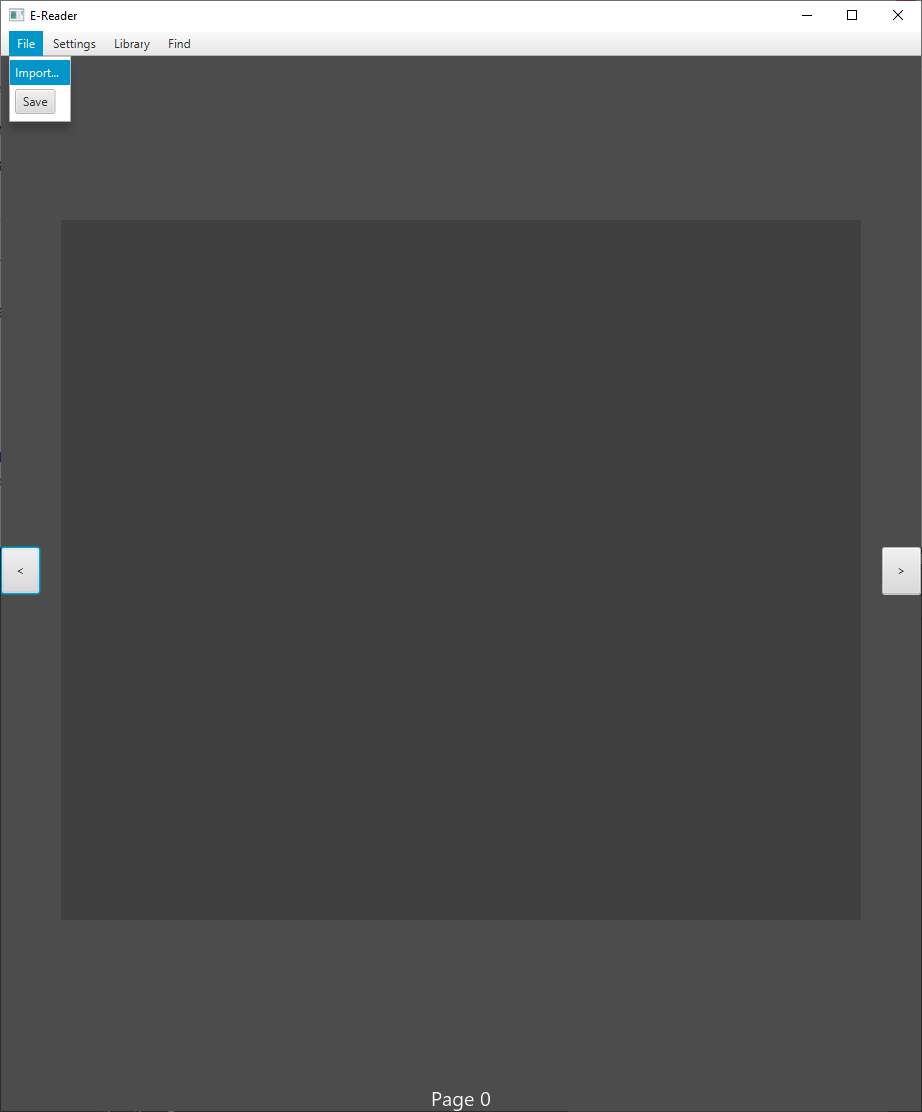 E-Reader
File Settings Library Find
Import...
Save
< >
Page 0